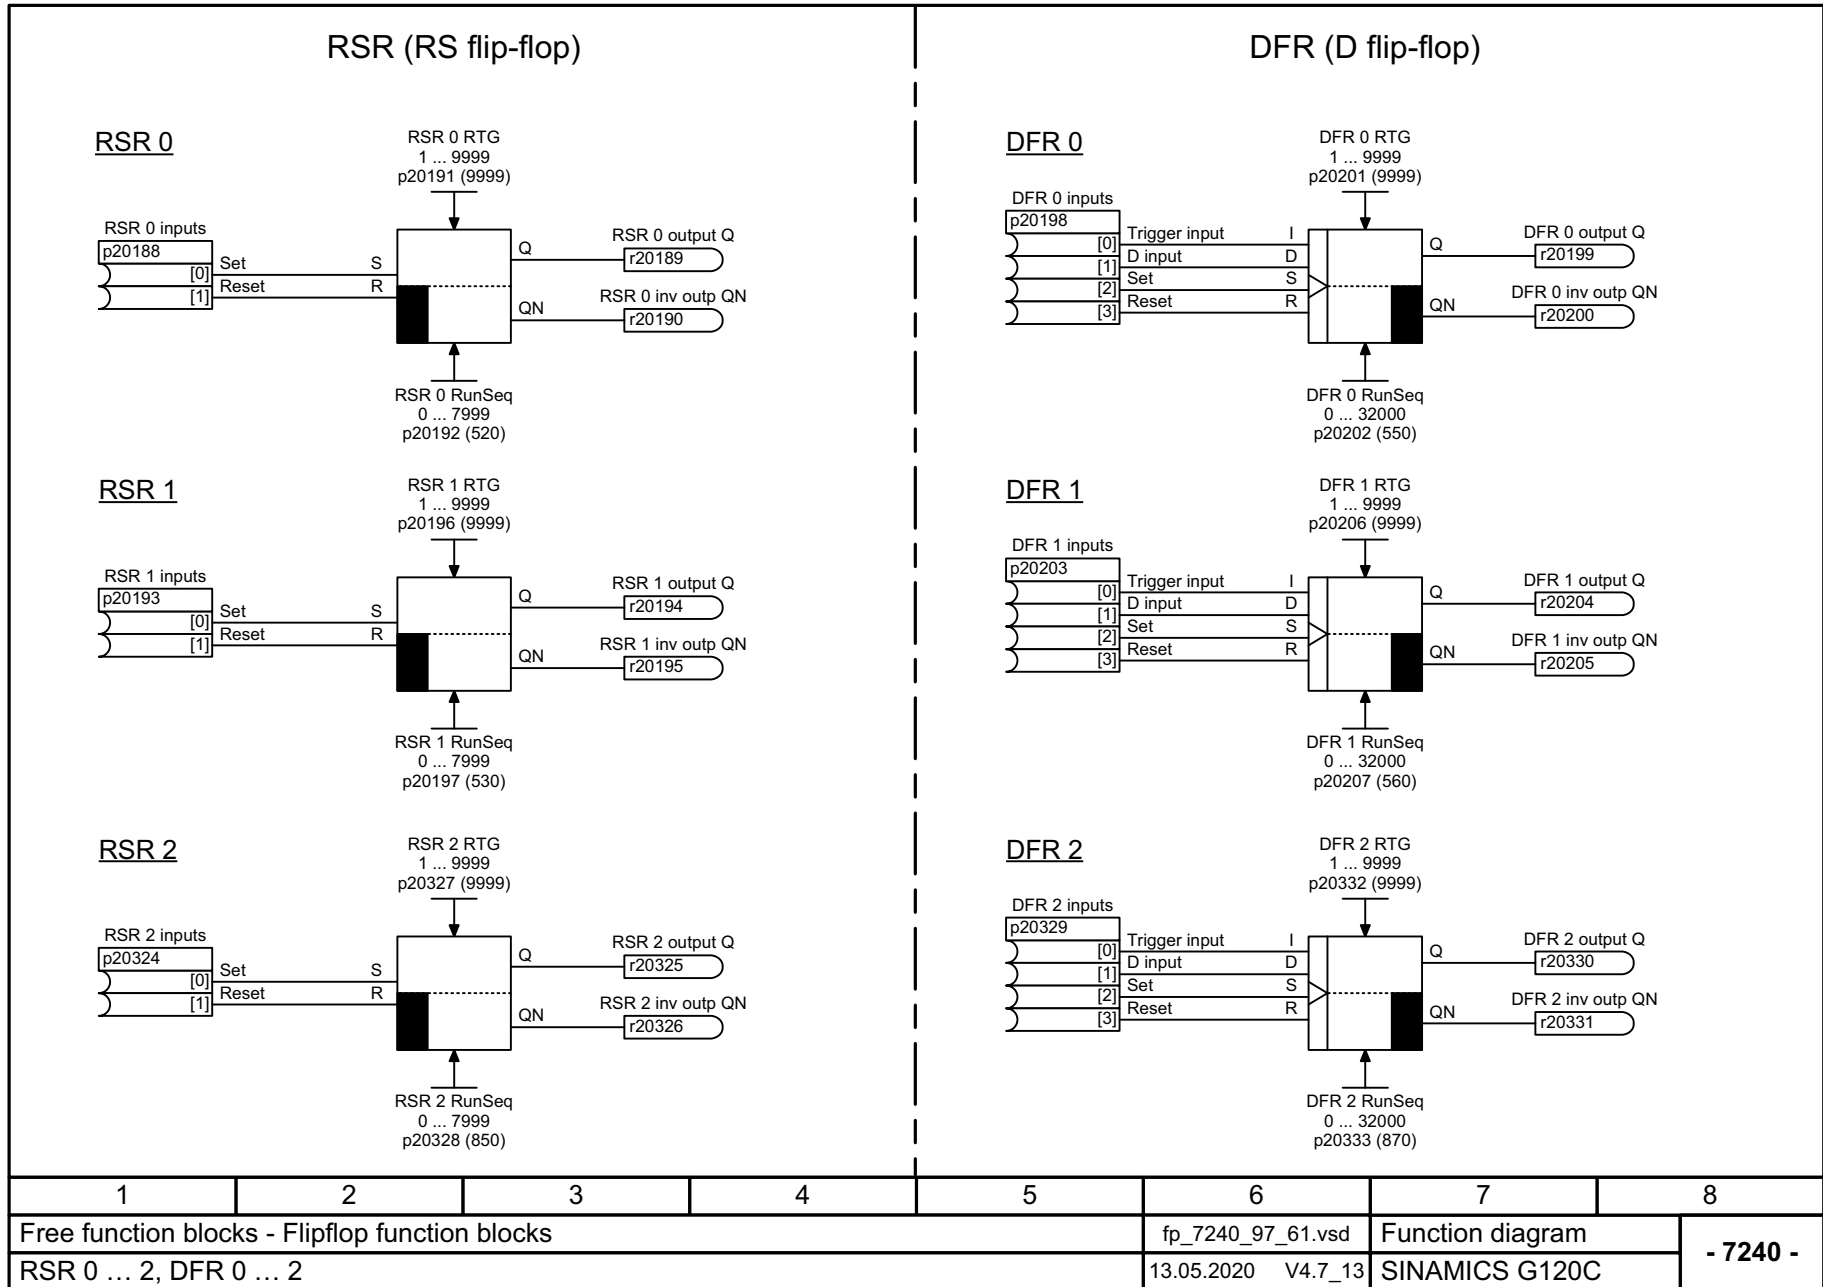 RSR (RS flip-flop)
RSR 0
RSR 0 RTG
1 ... 9999
p20191 (9999)
RSR 0 inputs
p20188
[0] Set S
[1] Reset R
Q
RSR 0 output Q
r20189
QN
RSR 0 inv outp QN
r20190
RSR 0 RunSeq
0 ... 7999
p20192 (520)
RSR 1
RSR 1 RTG
1 ... 9999
p20196 (9999)
RSR 1 inputs
p20193
[0] Set S
[1] Reset R
Q
RSR 1 output Q
r20194
QN
RSR 1 inv outp QN
r20195
RSR 1 RunSeq
0 ... 7999
p20197 (530)
RSR 2
RSR 2 RTG
1 ... 9999
p20327 (9999)
RSR 2 inputs
p20324
[0] Set S
[1] Reset R
Q
RSR 2 output Q
r20325
QN
RSR 2 inv outp QN
r20326
RSR 2 RunSeq
0 ... 7999
p20328 (850)
DFR (D flip-flop)
DFR 0
DFR 0 RTG
1 ... 9999
p20201 (9999)
DFR 0 inputs
p20198
[0] Trigger input I
[1] D input D
[2] Set S
[3] Reset R
Q
DFR 0 output Q
r20199
QN
DFR 0 inv outp QN
r20200
DFR 0 RunSeq
0 ... 32000
p20202 (550)
DFR 1
DFR 1 RTG
1 ... 9999
p20206 (9999)
DFR 1 inputs
p20203
[0] Trigger input I
[1] D input D
[2] Set S
[3] Reset R
Q
DFR 1 output Q
r20204
QN
DFR 1 inv outp QN
r20205
DFR 1 RunSeq
0 ... 32000
p20207 (560)
DFR 2
DFR 2 RTG
1 ... 9999
p20332 (9999)
DFR 2 inputs
p20329
[0] Trigger input I
[1] D input D
[2] Set S
[3] Reset R
Q
DFR 2 output Q
r20330
QN
DFR 2 inv outp QN
r20331
DFR 2 RunSeq
0 ... 32000
p20333 (870)
1 2 3 4 5 6 7 8
Free function blocks - Flipflop function blocks
fp_7240_97_61.vsd
Function diagram
- 7240 -
RSR 0 … 2, DFR 0 … 2
13.05.2020 V4.7_13
SINAMICS G120C